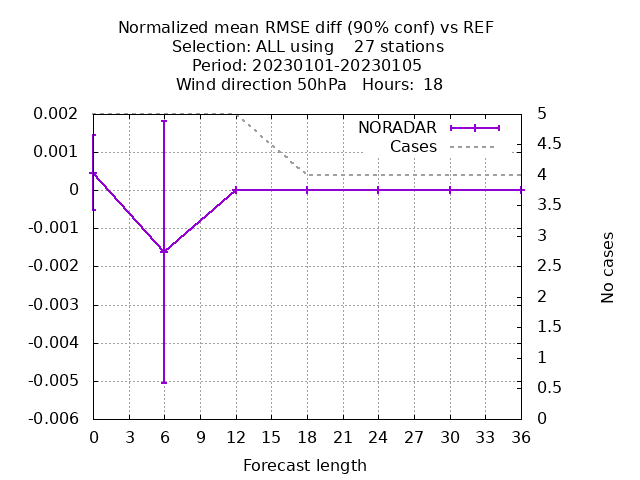 Normalized mean RMSE diff (90% conf) vs REF
Selection: ALL using    27 stations
Period: 20230101-20230105
Wind direction 50hPa   Hours:  18
NORADAR
Cases
0.002
0.001
0
-0.001
-0.002
-0.003
-0.004
-0.005
-0.006
5
4.5
4
3.5
3
2.5
2
1.5
1
0.5
0
No cases
0 3 6 9 12 15 18 21 24 27 30 33 36
Forecast length